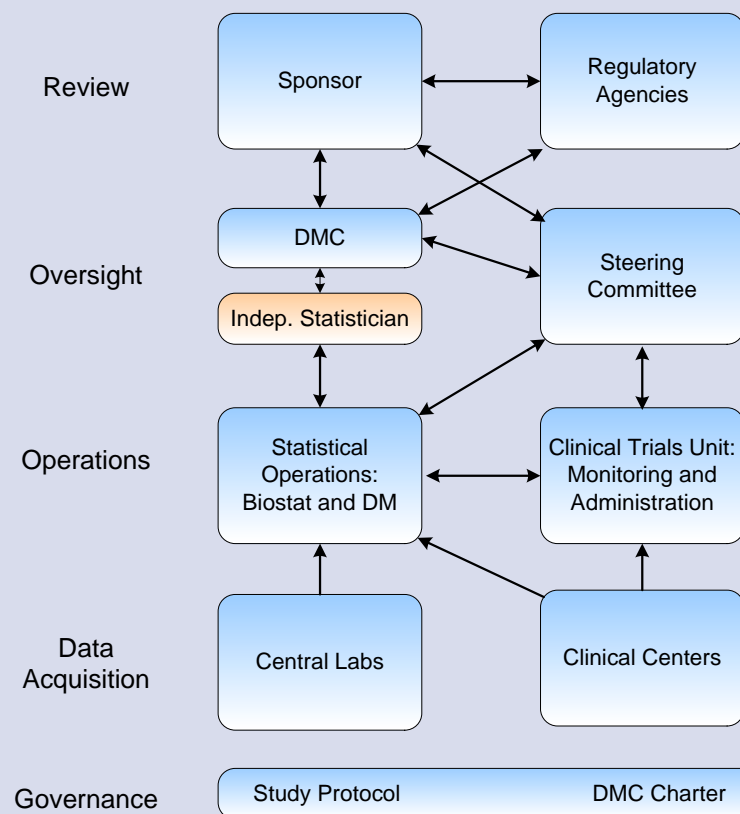 Review
Sponsor
Regulatory
Agencies
Oversight
DMC
Indep. Statistician
Steering
Committee
Operations
Statistical
Operations:
Biostat and DM
Clinical Trials Unit:
Monitoring and
Administration
Data
Acquisition
Central Labs
Clinical Centers
Governance
Study Protocol
DMC Charter